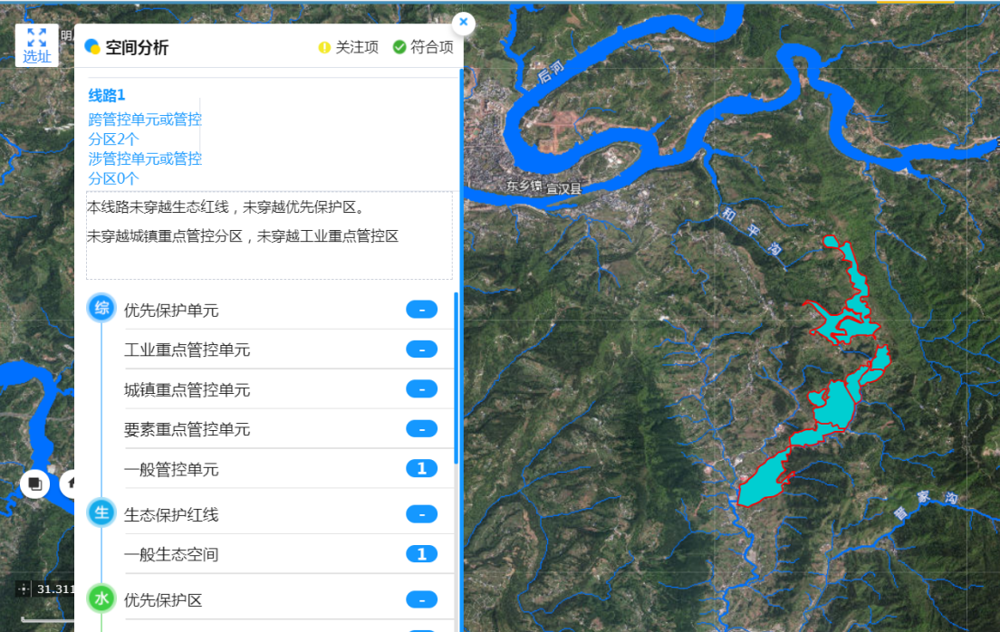 选址
明
空间分析
关注项
符合项
线路1
跨管控单元或管控
分区2个
涉管控单元或管控
分区0个
本线路未穿越生态红线，未穿越优先保护区。
未穿越城镇重点管控分区，未穿越工业重点管控区
综 优先保护单元 -
工业重点管控单元 -
城镇重点管控单元 -
要素重点管控单元 -
一般管控单元 1
生 生态保护红线 -
一般生态空间 1
水 优先保护区 -
31.311
后河
东乡镇 宣汉县
和平沟